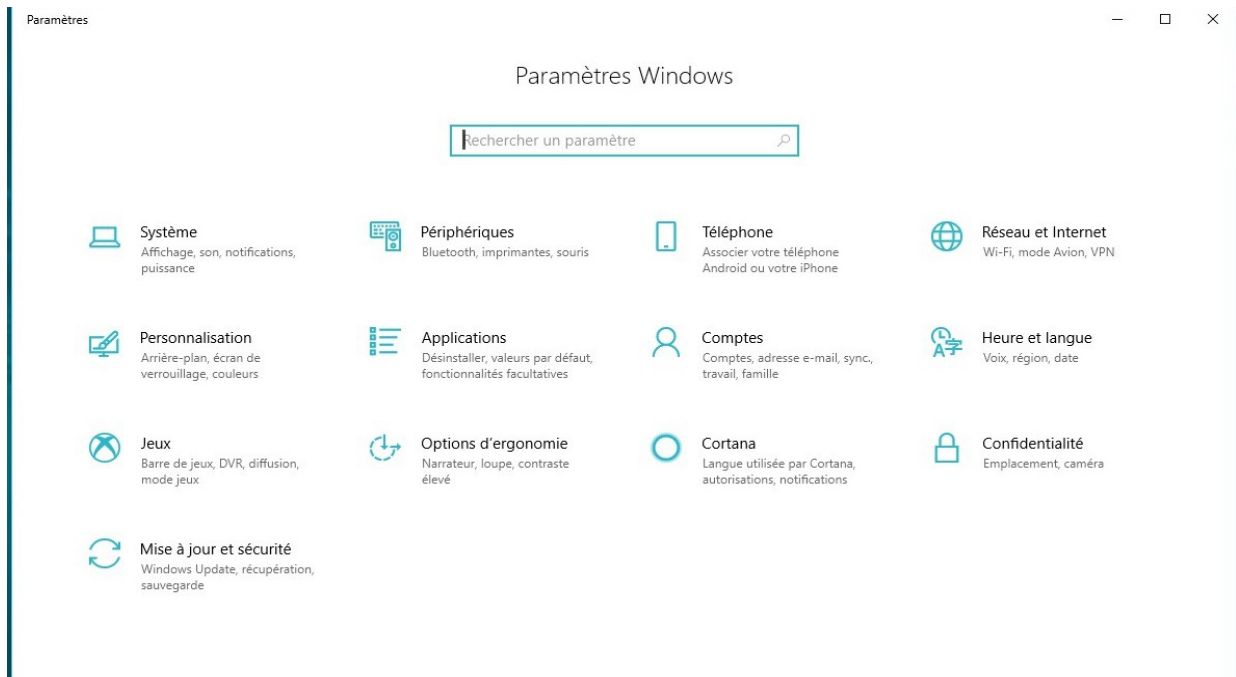 Paramètres
Paramètres Windows
Rechercher un paramètre
Système
Affichage, son, notifications,
puissance
Périphériques
Bluetooth, imprimantes, souris
Téléphone
Associer votre téléphone
Android ou votre iPhone
Réseau et Internet
Wi-Fi, mode Avion, VPN
Personnalisation
Arrière-plan, écran de
verrouillage, couleurs
Applications
Désinstaller, valeurs par défaut,
fonctionnalités facultatives
Comptes
Comptes, adresse e-mail, sync.,
travail, famille
Heure et langue
Voix, région, date
Jeux
Barre de jeux, DVR, diffusion,
mode jeux
Options d'ergonomie
Narrateur, loupe, contraste
élevé
Cortana
Langue utilisée par Cortana,
autorisations, notifications
Confidentialité
Emplacement, caméra
Mise à jour et sécurité
Windows Update, récupération,
sauvegarde